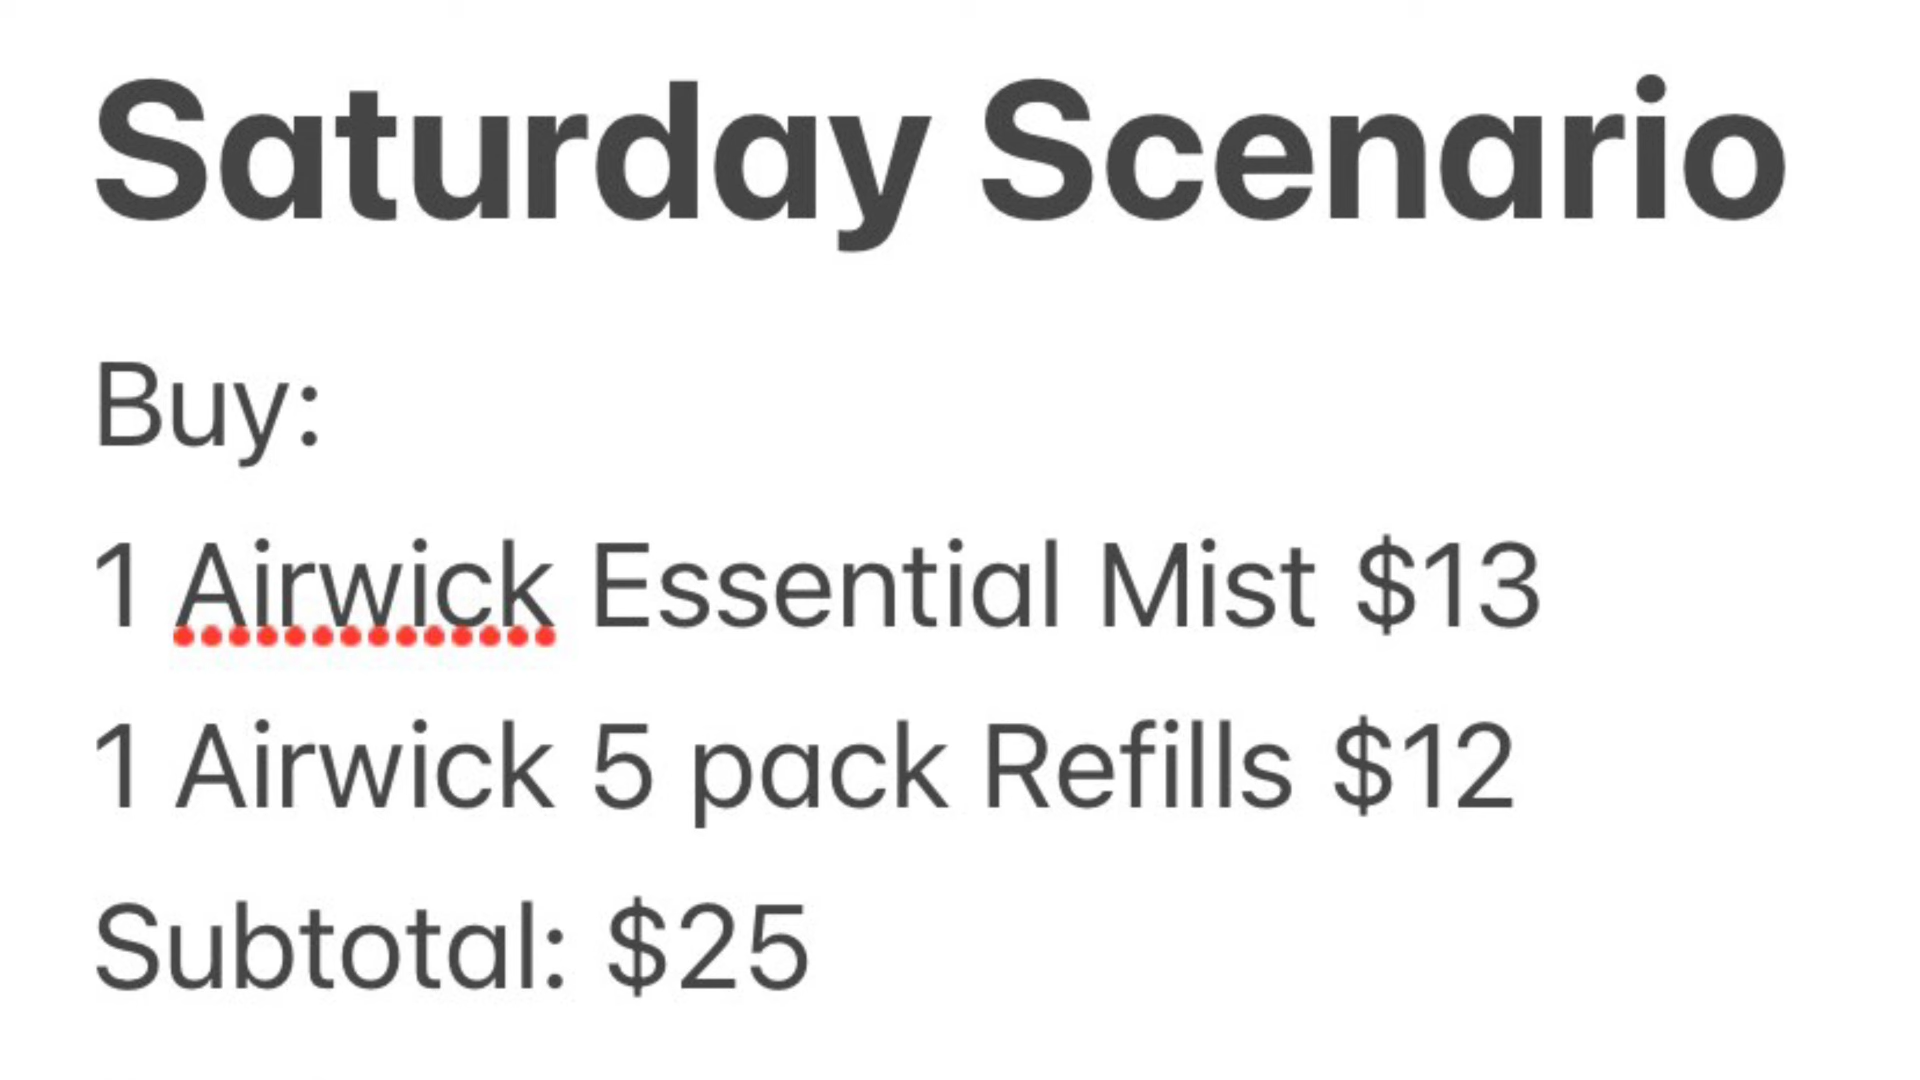 Saturday Scenario
Buy:
1 Airwick Essential Mist $13
1 Airwick 5 pack Refills $12
Subtotal: $25